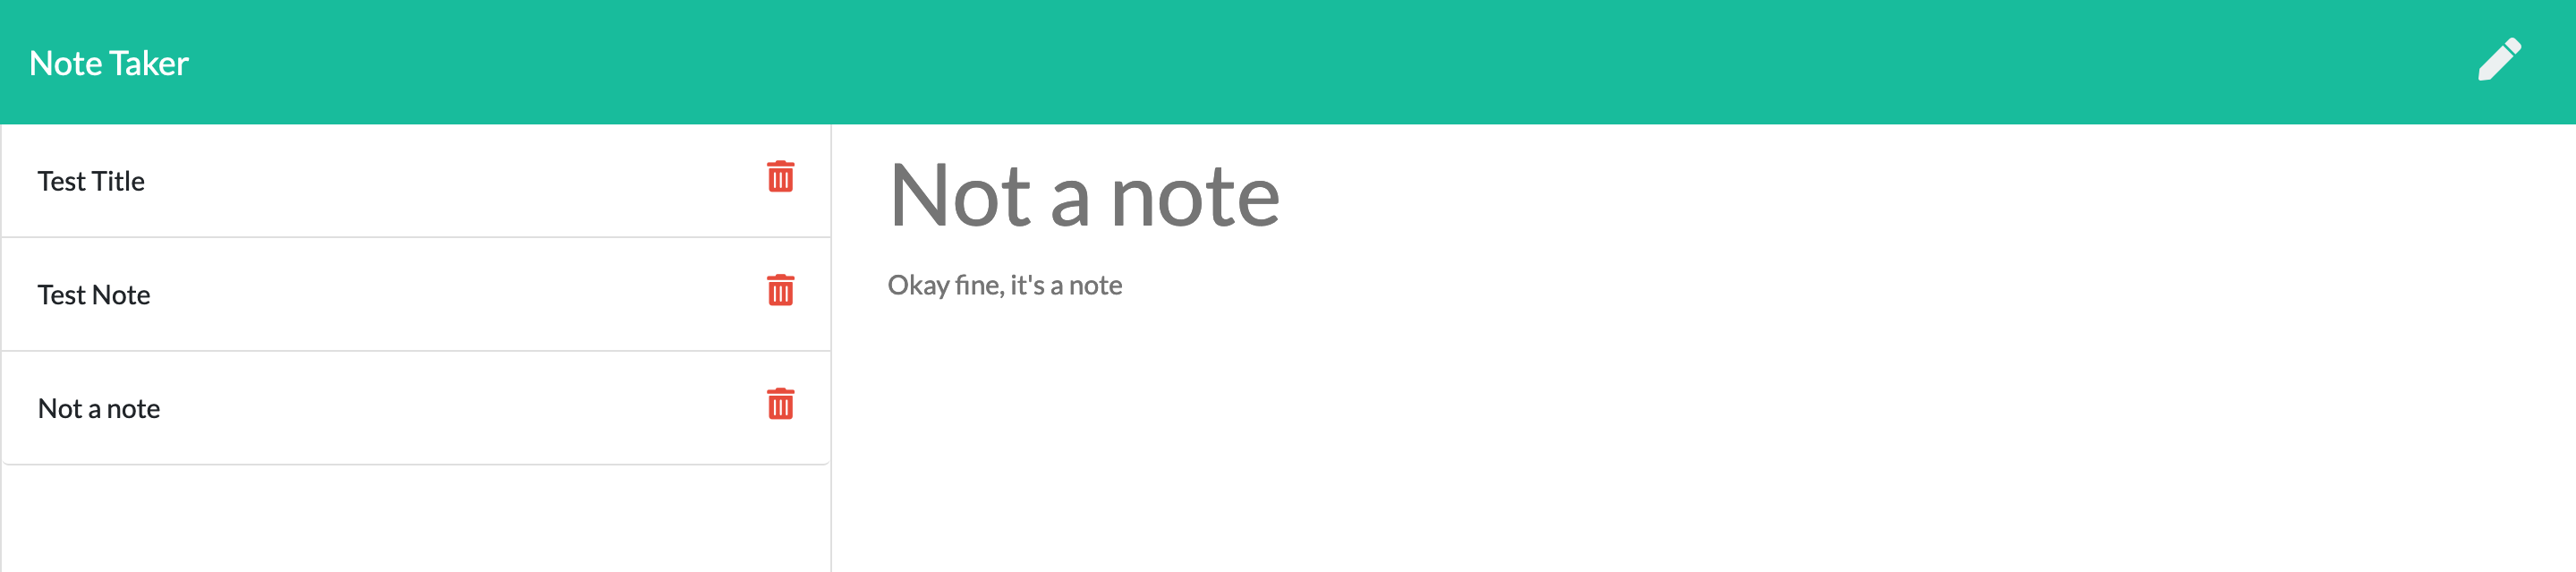 Note Taker
Test Title
Test Note
Not a note
Not a note
Okay fine, it's a note